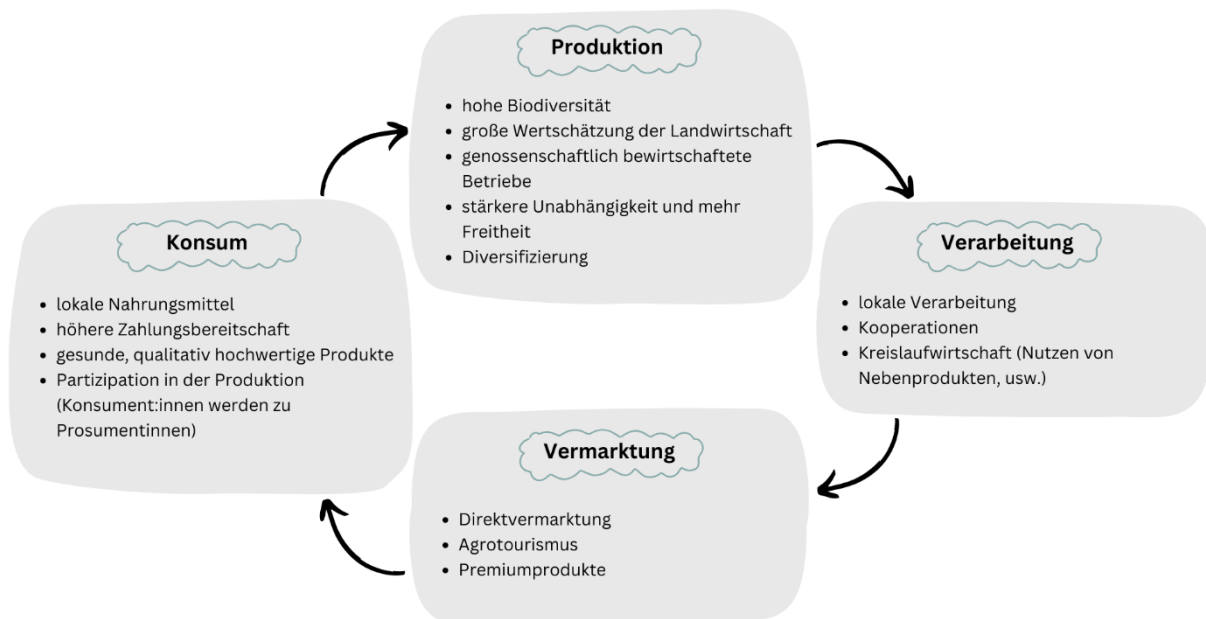 Produktion
• hohe Biodiversität
• große Wertschätzung der Landwirtschaft
• genossenschaftlich bewirtschaftete
Betriebe
• stärkere Unabhängigkeit und mehr
Freitheit
• Diversifizierung
Verarbeitung
• lokale Verarbeitung
• Kooperationen
• Kreislaufwirtschaft (Nutzen von
Nebenprodukten, usw.)
Vermarktung
• Direktvermarktung
• Agrotourismus
• Premiumprodukte
Konsum
• lokale Nahrungsmittel
• höhere Zahlungsbereitschaft
• gesunde, qualitativ hochwertige Produkte
• Partizipation in der Produktion
(Konsument:innen werden zu
Prosumentinnen)